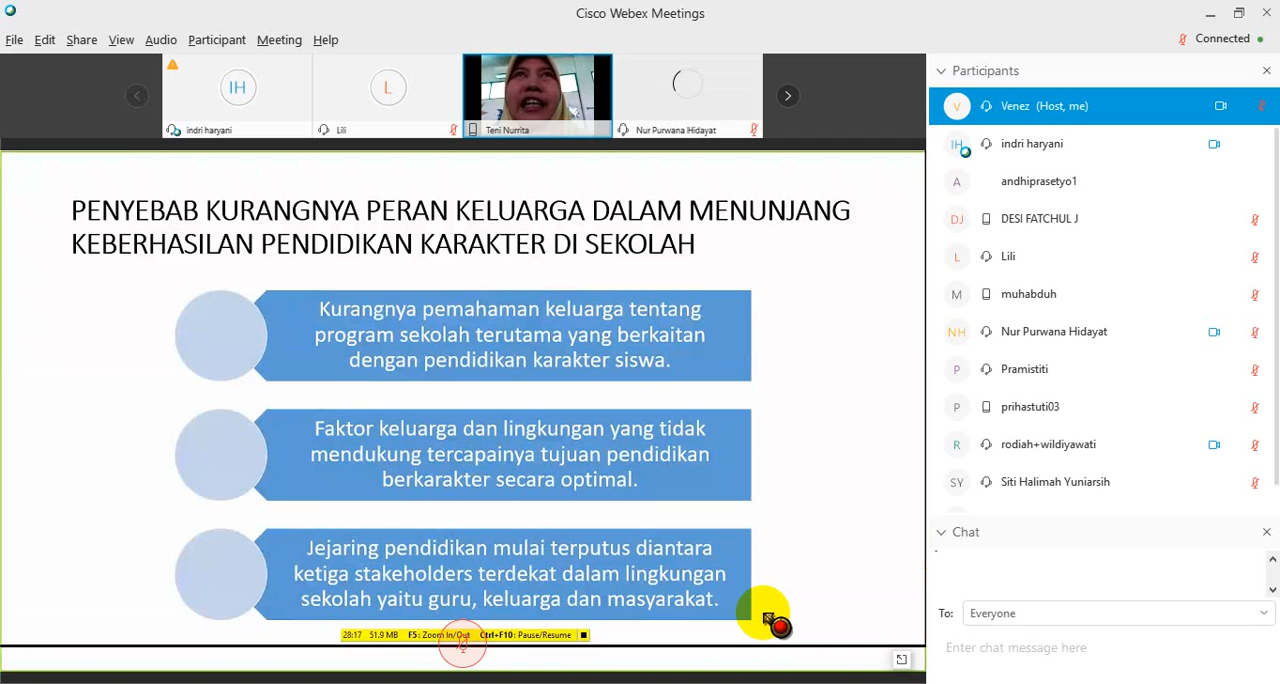 Cisco Webex Meetings
File Edit Share View Audio Participant Meeting Help
Connected
IH
L
indri haryani
Lili
Teni Nurrita
Nur Purwana Hidayat
PENYEBAB KURANGNYA PERAN KELUARGA DALAM MENUNJANG
KEBERHASILAN PENDIDIKAN KARAKTER DI SEKOLAH
Kurangnya pemahaman keluarga tentang
program sekolah terutama yang berkaitan
dengan pendidikan karakter siswa.
Faktor keluarga dan lingkungan yang tidak
mendukung tercapainya tujuan pendidikan
berkarakter secara optimal.
Jejaring pendidikan mulai terputus diantara
ketiga stakeholders terdekat dalam lingkungan
sekolah yaitu guru, keluarga dan masyarakat.
28:17 51.9 MB F5: Zoom In/Out Ctrl+F10: Pause/Resume
Participants
V Venez (Host, me)
IH indri haryani
A andhiprasetyo1
DJ DESI FATCHUL J
L Lili
M muhabduh
NH Nur Purwana Hidayat
P Pramistiti
P prihastuti03
R rodiah+wildiyawati
SY Siti Halimah Yuniarsih
Chat
To: Everyone
Enter chat message here